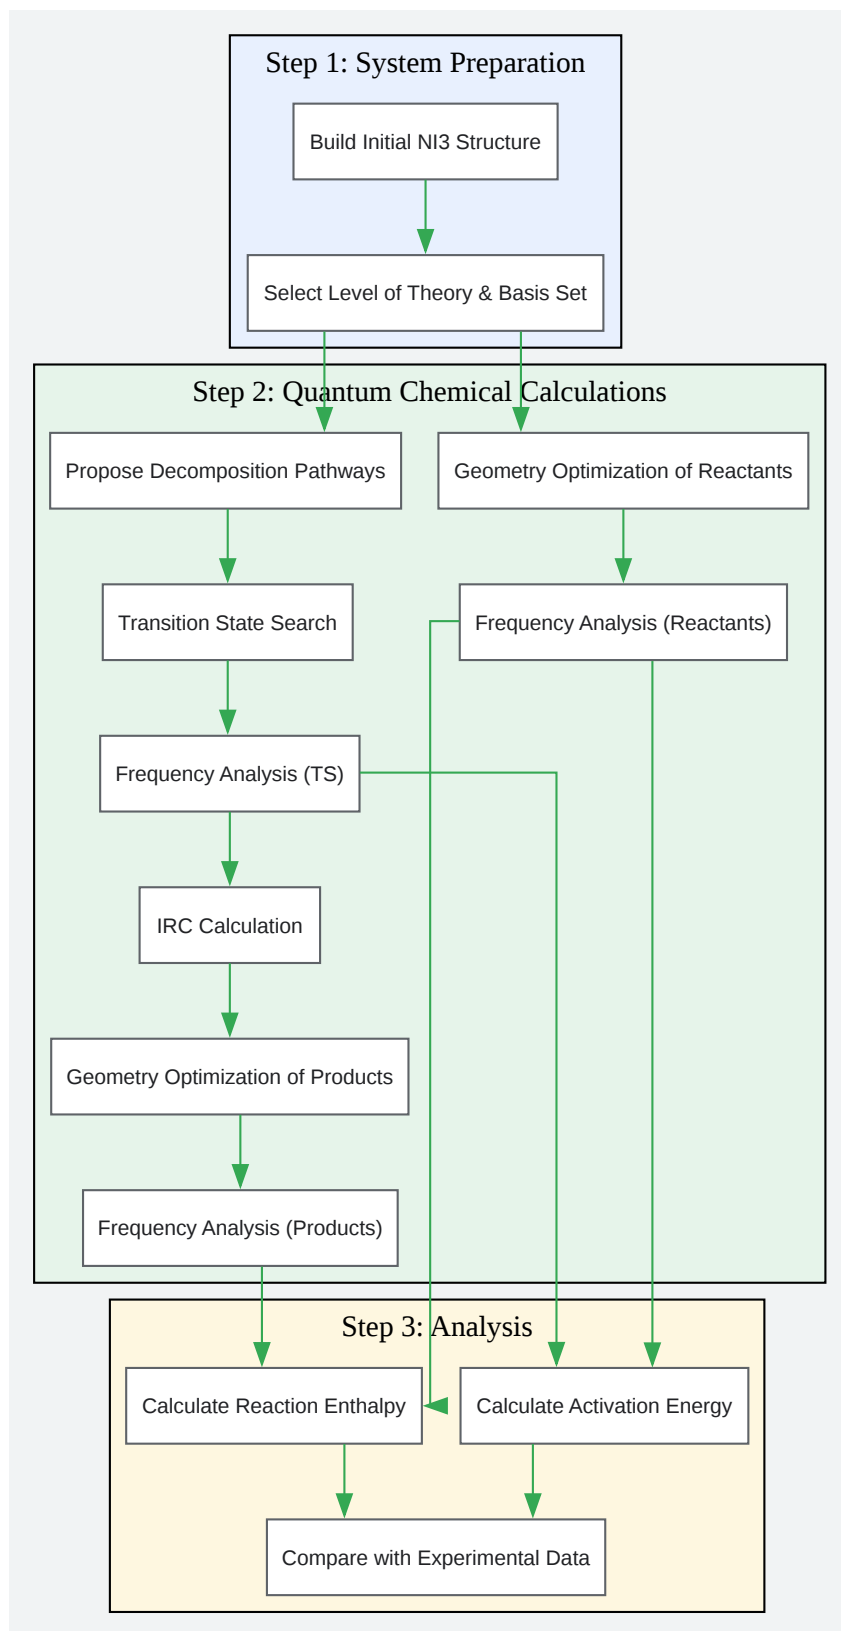 Step 1: System Preparation
Build Initial NI3 Structure
Select Level of Theory & Basis Set
Step 2: Quantum Chemical Calculations
Propose Decomposition Pathways
Geometry Optimization of Reactants
Transition State Search
Frequency Analysis (Reactants)
Frequency Analysis (TS)
IRC Calculation
Geometry Optimization of Products
Frequency Analysis (Products)
Step 3: Analysis
Calculate Reaction Enthalpy
Calculate Activation Energy
Compare with Experimental Data